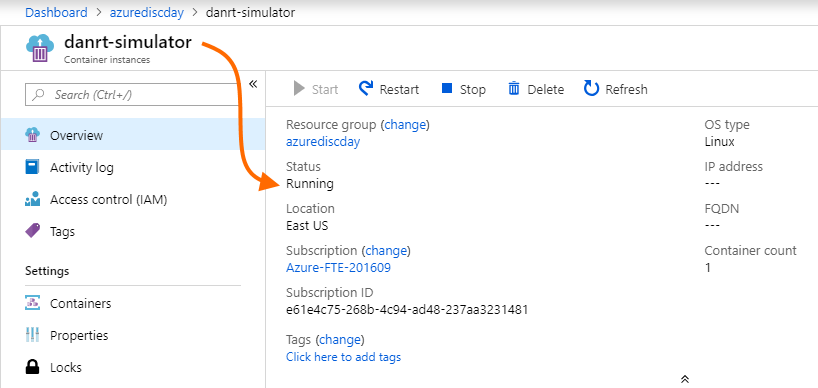 Dashboard > azurediscday > danrt-simulator
danrt-simulator
Container instances
Search (Ctrl+/)
«
Overview
Activity log
Access control (IAM)
Tags
Settings
Containers
Properties
Locks
Start Restart Stop Delete Refresh
Resource group (change)
azurediscday
Status
Running
Location
East US
Subscription (change)
Azure-FTE-201609
Subscription ID
e61e4c75-268b-4c94-ad48-237aa3231481
Tags (change)
Click here to add tags
OS type
Linux
IP address
---
FQDN
---
Container count
1